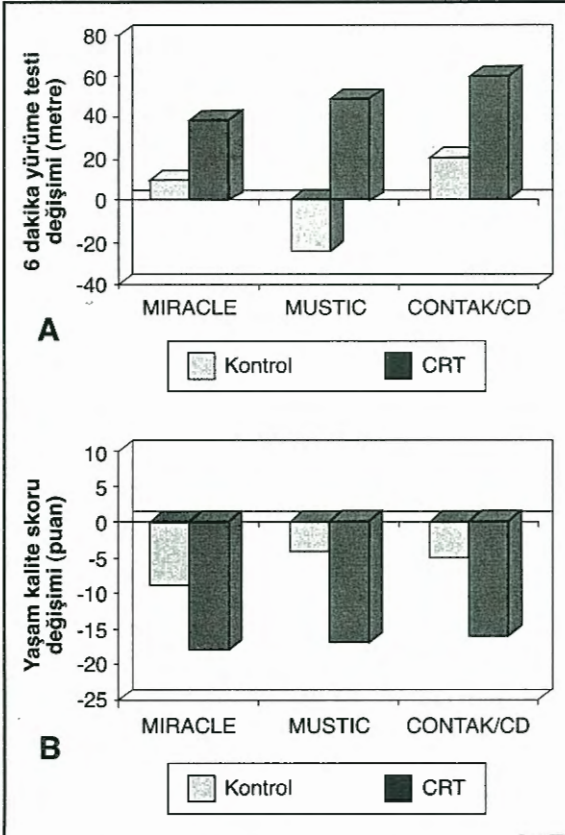 6 dakika yürüme testi
değişimi (metre)
80
60
40
20
0
-20
-40
MIRACLE MUSTIC CONTAK/CD
A
Kontrol CRT
Yaşam kalite skoru
değişimi (puan)
10
5
0
-5
-10
-15
-20
-25
MIRACLE MUSTIC CONTAK/CD
B
Kontrol CRT